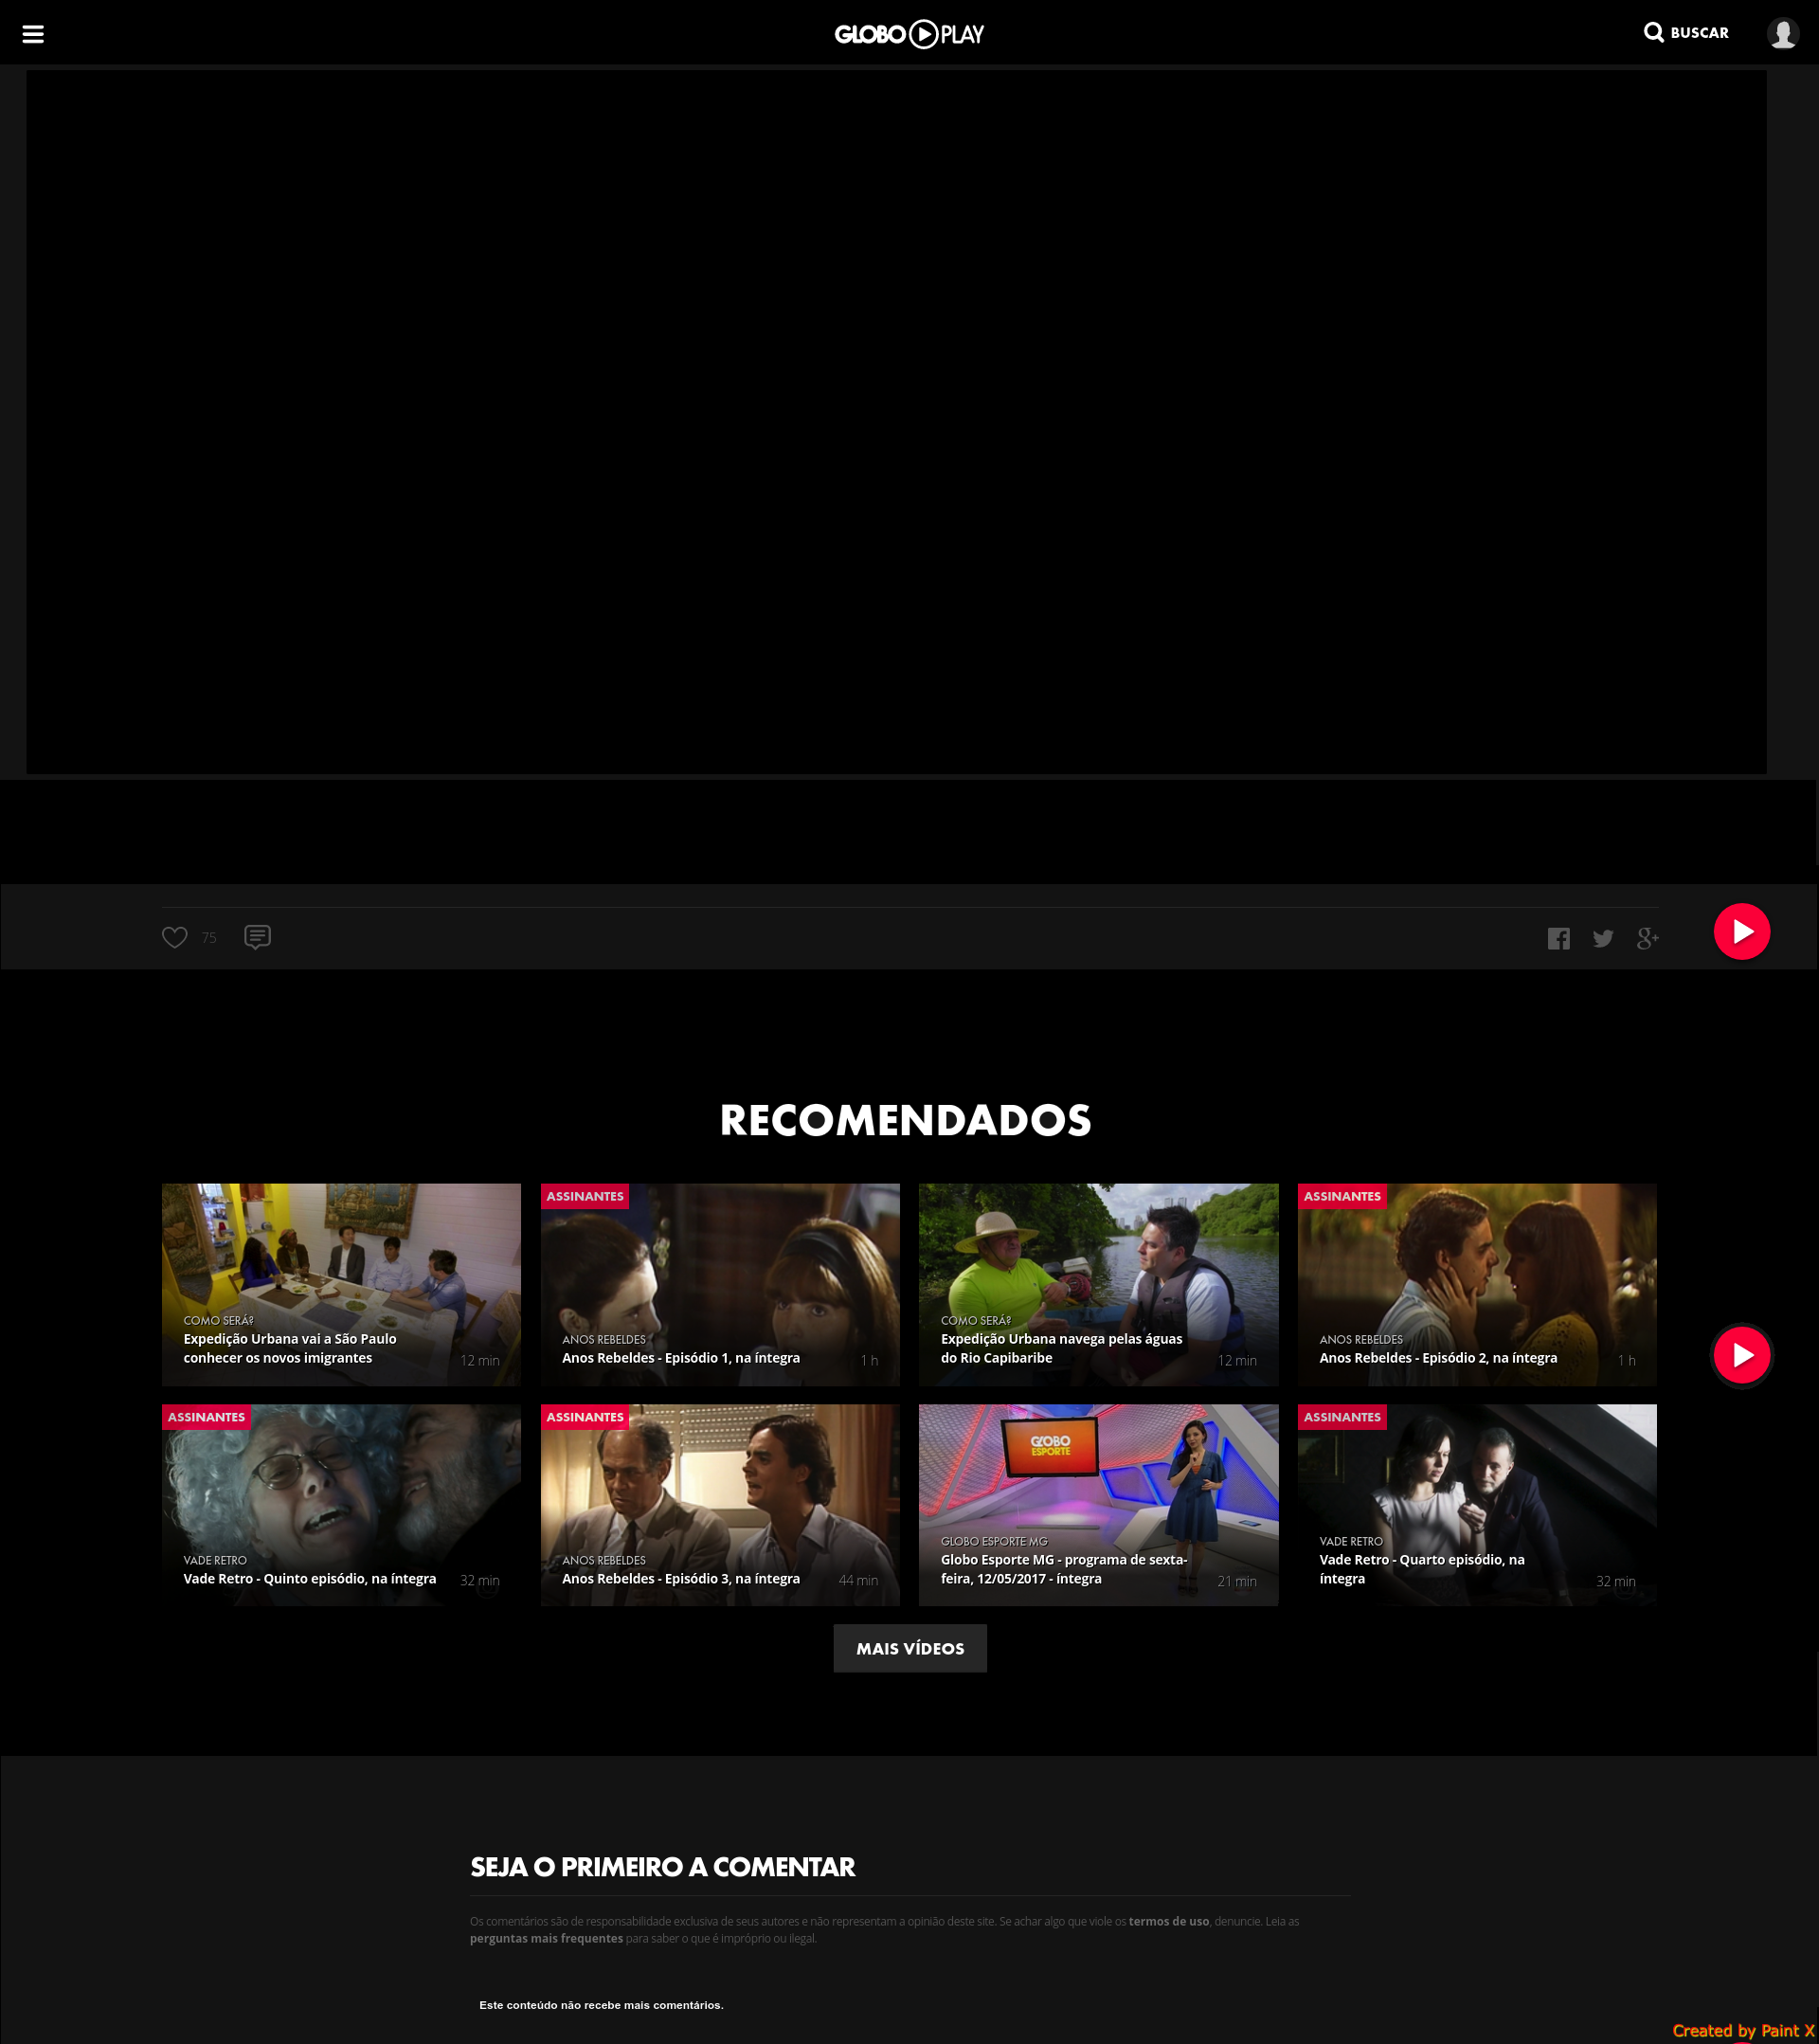 GLOBO PLAY
BUSCAR
75
RECOMENDADOS
COMO SERÁ?
Expedição Urbana vai a São Paulo
conhecer os novos imigrantes
12 min
ASSINANTES
ANOS REBELDES
Anos Rebeldes - Episódio 1, na íntegra
1 h
COMO SERÁ?
Expedição Urbana navega pelas águas
do Rio Capibaribe
12 min
ASSINANTES
ANOS REBELDES
Anos Rebeldes - Episódio 2, na íntegra
1 h
ASSINANTES
VADE RETRO
Vade Retro - Quinto episódio, na íntegra
32 min
ASSINANTES
ANOS REBELDES
Anos Rebeldes - Episódio 3, na íntegra
44 min
GLOBO
ESPORTE
GLOBO ESPORTE MG
Globo Esporte MG - programa de sexta-
feira, 12/05/2017 - íntegra
21 min
ASSINANTES
VADE RETRO
Vade Retro - Quarto episódio, na
íntegra
32 min
MAIS VÍDEOS
SEJA O PRIMEIRO A COMENTAR
Os comentários são de responsabilidade exclusiva de seus autores e não representam a opinião deste site. Se achar algo que viole os termos de uso, denuncie. Leia as
perguntas mais frequentes para saber o que é impróprio ou ilegal.
Este conteúdo não recebe mais comentários.
Created by Paint X